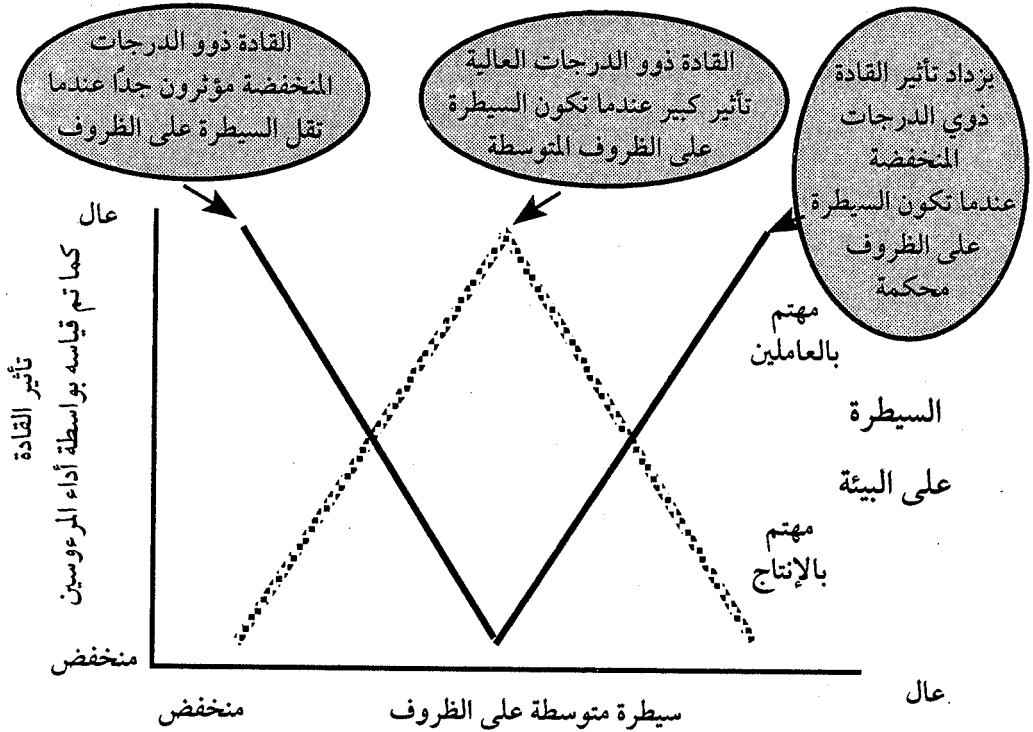 يزداد تأثير القادة
ذوي الدرجات
المنخفضة
عندما تكون السيطرة
على الظروف
محكمة
القادة ذوو الدرجات العالية
تأثير كبير عندما تكون السيطرة
على الظروف المتوسطة
القادة ذوو الدرجات
المنخفضة مؤثرون جدًا عندما
تقل السيطرة على الظروف
عال
تأثير القادة
كما تم قياسه بواسطة أداء المرءوسين
منخفض
مهتم
بالعاملين
السيطرة
على البيئة
مهتم
بالإنتاج
عال
سيطرة متوسطة على الظروف
منخفض